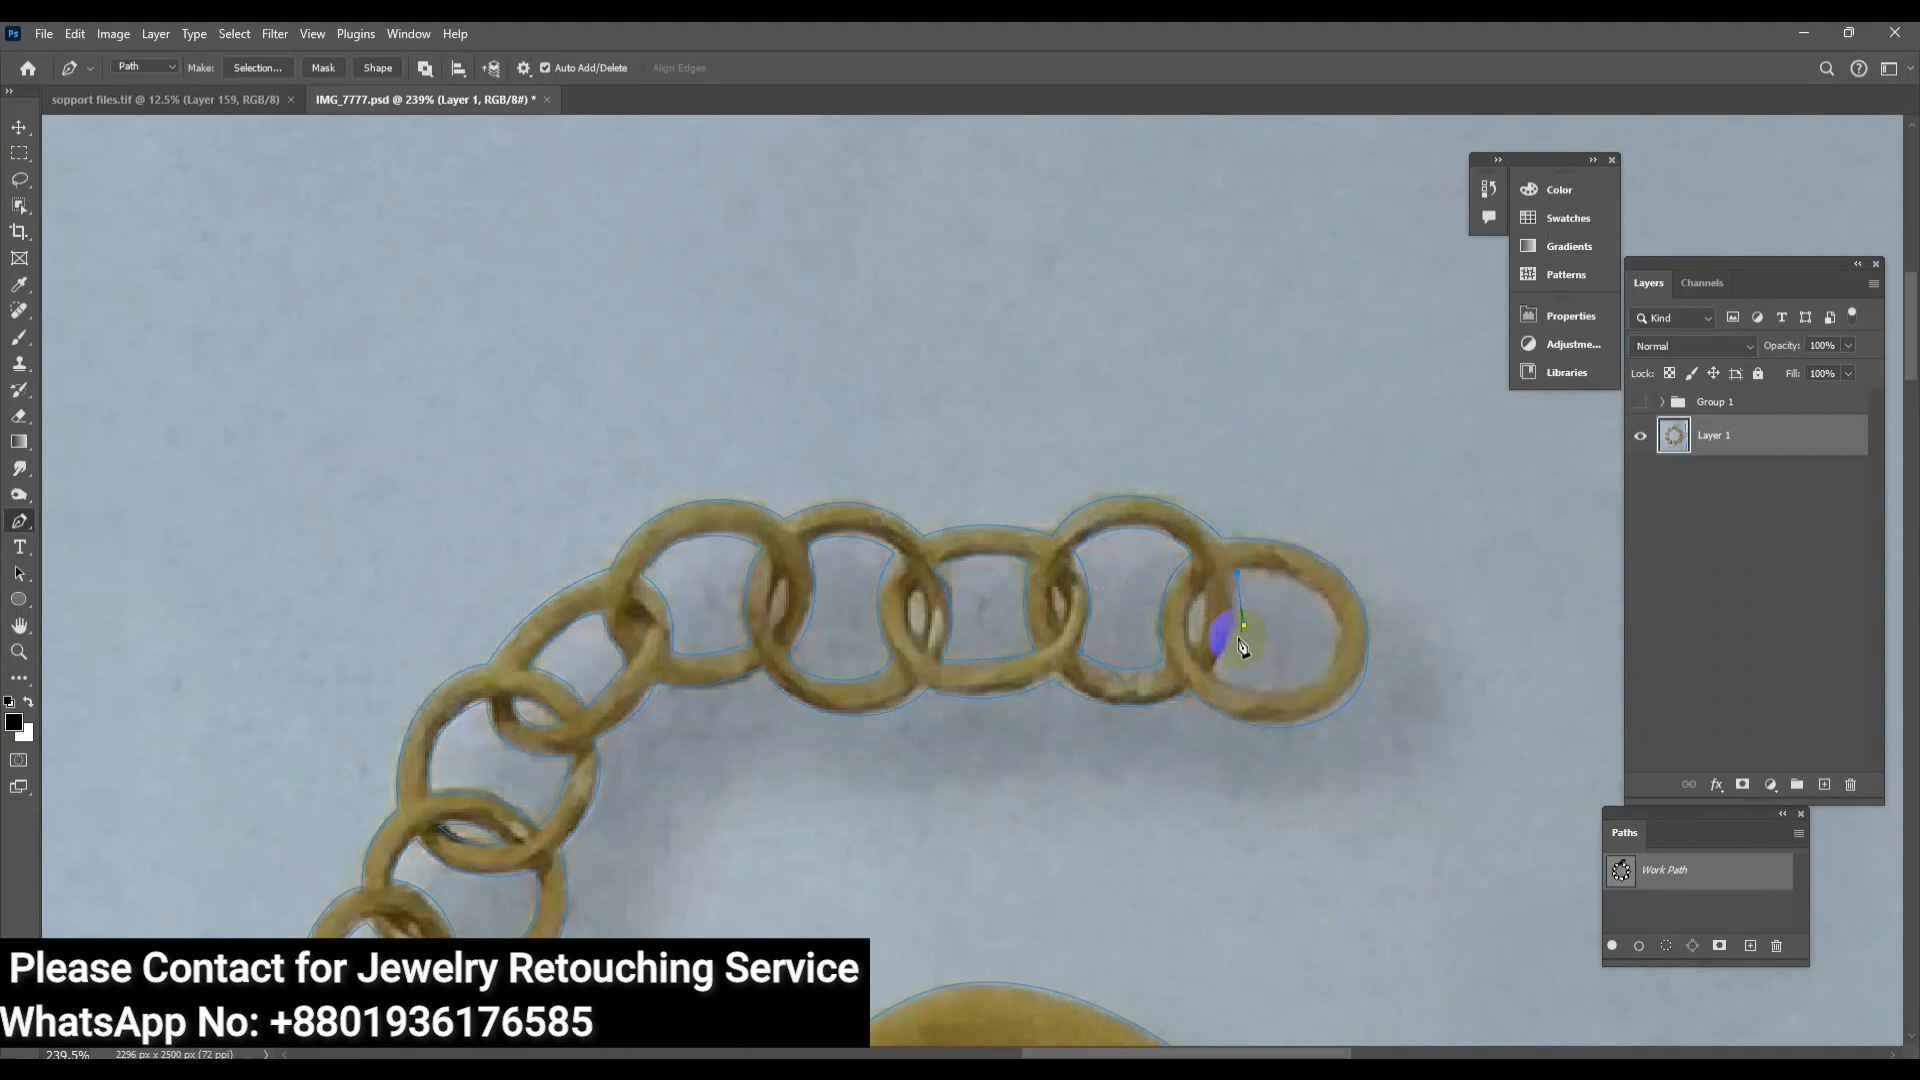 Ps File Edit Image Layer Type Select Filter View Plugins Window Help
Path Make: Selection... Mask Shape Auto Add/Delete Align Edges
sopport files.tif @ 12.5% (Layer 159, RGB/8) × IMG_7777.psd @ 239% (Layer 1, RGB/8#) * ×
Color
Swatches
Gradients
Patterns
Properties
Adjustme...
Libraries
Layers Channels
Kind
Normal Opacity: 100%
Lock: Fill: 100%
Group 1
Layer 1
Paths
Work Path
Please Contact for Jewelry Retouching Service
WhatsApp No: +8801936176585
239.5% 2296 px x 2500 px (72 ppi)